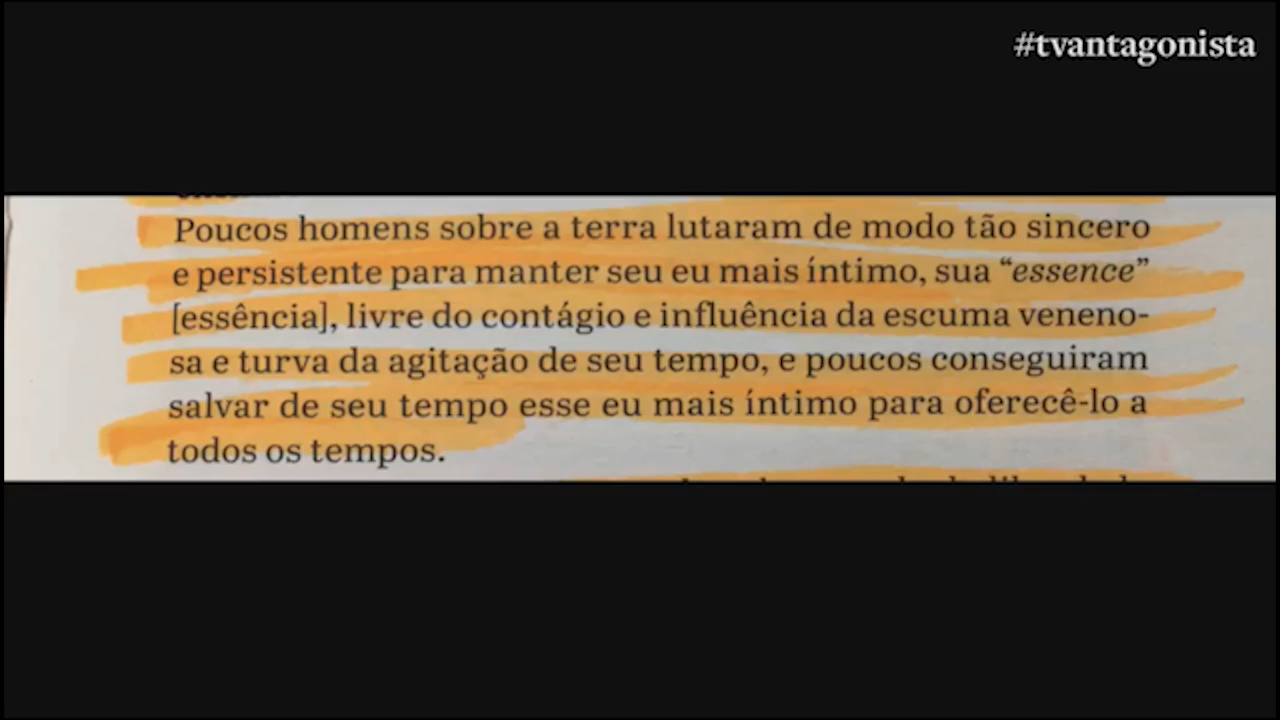 #tvantagonista
Poucos homens sobre a terra lutaram de modo tão sincero
e persistente para manter seu eu mais íntimo, sua “essence”
[essência], livre do contágio e influência da escuma veneno-
sa e turva da agitação de seu tempo, e poucos conseguiram
salvar de seu tempo esse eu mais íntimo para oferecê-lo a
todos os tempos.